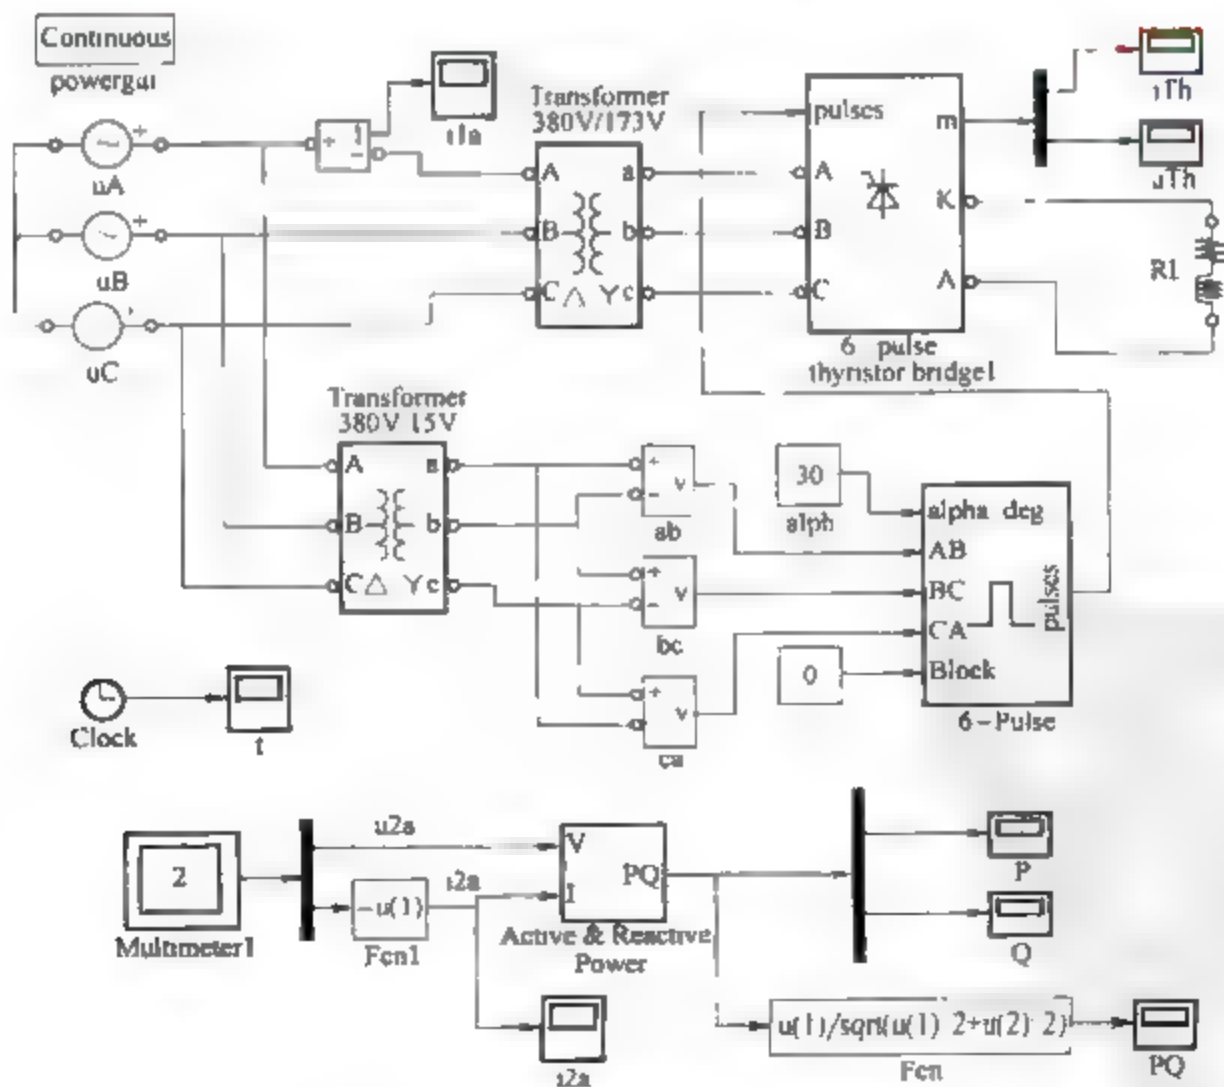 Continuous
powergui
uA
uB
uC
i1a
Transformer
380V/173V
A
B
C
a
b
Y c
pulses
A
B
C
m
K
A
6 pulse
thyristor bridge1
iTh
uTh
R1
Transformer
380V 15V
A
B
C
a
b
Y c
+
−
v
ab
+
−
v
bc
+
v
ca
30
alph
0
alpha deg
AB
BC
CA
Block
pulses
6-Pulse
Clock
t
2
Multimeter1
u2a
i2a
-u(1)
Fcn1
V
I
PQ
Active & Reactive
Power
i2a
P
Q
u(1)/sqrt(u(1) 2+u(2) 2)
Fcn
PQ